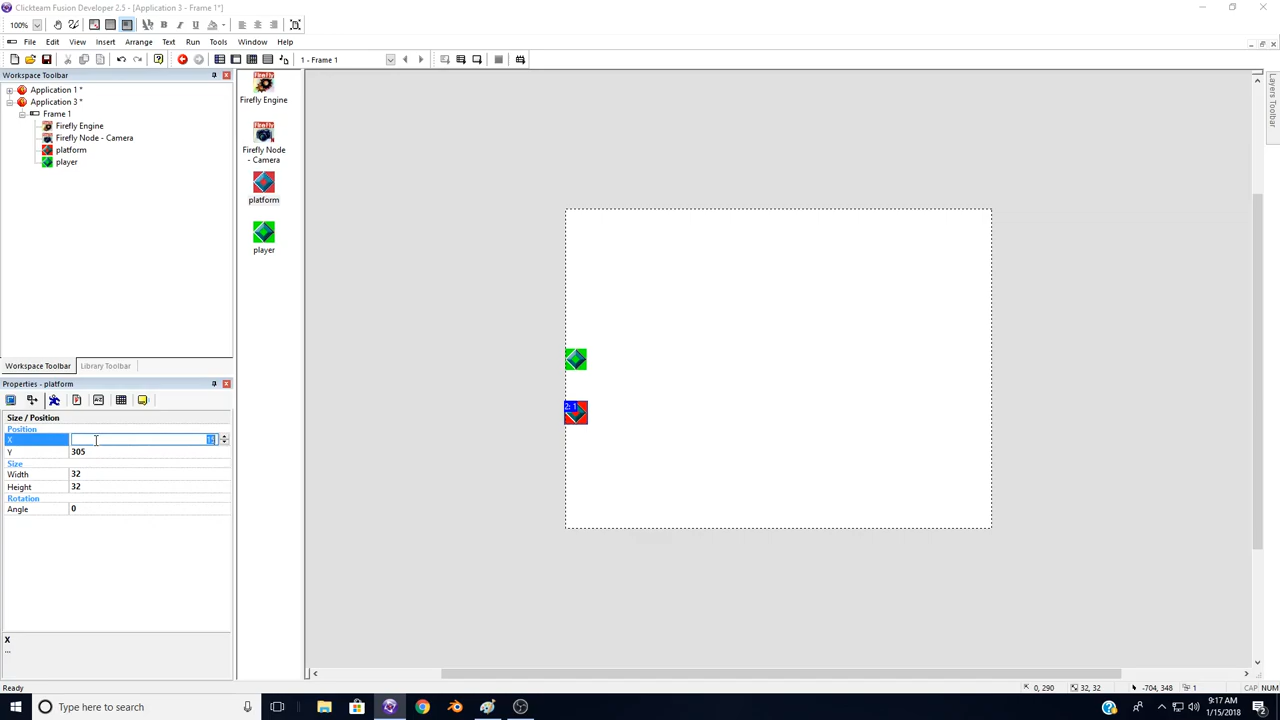 Clickteam Fusion Developer 2.5 - [Application 3 - Frame 1*]
100%
File Edit View Insert Arrange Text Run Tools Window Help
1 - Frame 1
Workspace Toolbar
Application 1 *
Application 3 *
Frame 1
Firefly Engine
Firefly Node - Camera
platform
player
Workspace Toolbar Library Toolbar
Firefly Engine
Firefly Node
- Camera
platform
player
2: 1
Layers Toolbar
Properties - platform
Size / Position
Position
X
Y 305
Size
Width 32
Height 32
Rotation
Angle 0
X
...
Ready
0, 290
32, 32
-704, 348
1
CAP NUM
Type here to search
9:17 AM
1/15/2018
2